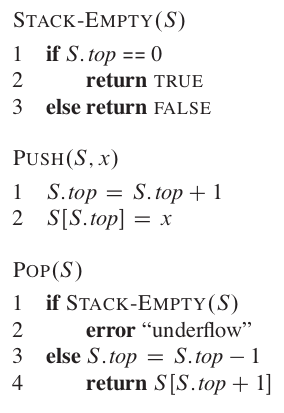 STACK-EMPTY(S)
1 if S.top == 0
2 return TRUE
3 else return FALSE
PUSH(S, x)
1 S.top = S.top + 1
2 S[S.top] = x
POP(S)
1 if STACK-EMPTY(S)
2 error “underflow”
3 else S.top = S.top − 1
4 return S[S.top + 1]